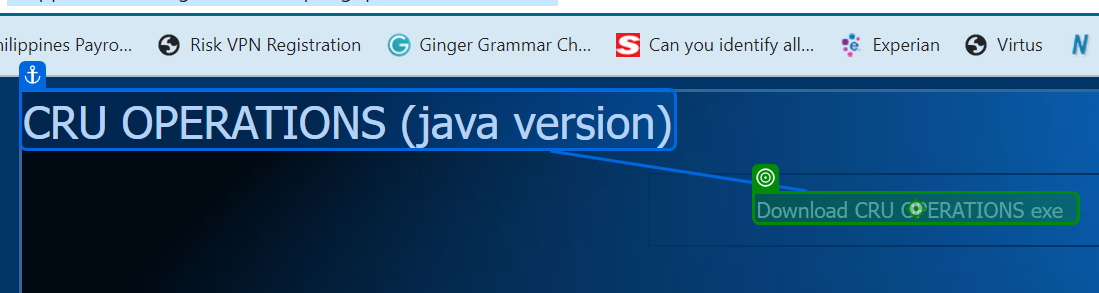 hilippines Payro... Risk VPN Registration Ginger Grammar Ch... Can you identify all... Experian Virtus
CRU OPERATIONS (java version)
Download CRU OPERATIONS exe